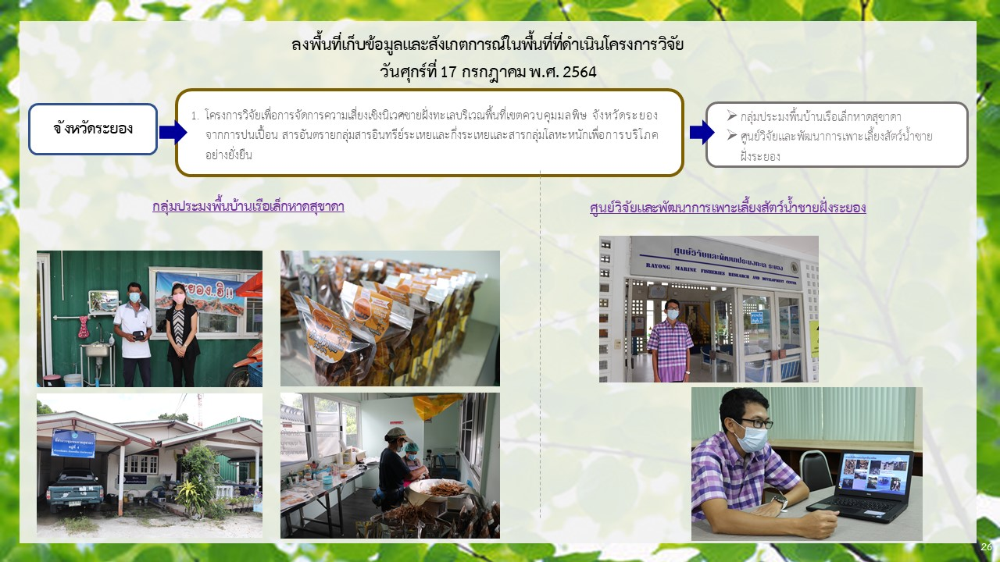 ลงพื้นที่เก็บข้อมูลและสังเกตการณ์ในพื้นที่ที่ดำเนินโครงการวิจัย
วันศุกร์ที่ 17 กรกฎาคม พ.ศ. 2564
จังหวัดระยอง
1. โครงการวิจัยเพื่อการจัดการความเสี่ยงเชิงนิเวศชายฝั่งทะเลบริเวณพื้นที่เขตควบคุมมลพิษ จังหวัดระยอง
จากการปนเปื้อน สารอันตรายกลุ่มสารอินทรีย์ระเหยและกึ่งระเหยและสารกลุ่มโลหะหนักเพื่อการบริโภค
อย่างยั่งยืน
➢ กลุ่มประมงพื้นบ้านเรือเล็กหาดสุชาดา
➢ ศูนย์วิจัยและพัฒนาการเพาะเลี้ยงสัตว์น้ำชาย
ฝั่งระยอง
กลุ่มประมงพื้นบ้านเรือเล็กหาดสุชาดา
ศูนย์วิจัยและพัฒนาการเพาะเลี้ยงสัตว์น้ำชายฝั่งระยอง
ระยอง..ฮิ!!
ศูนย์วิจัยและพัฒนาประมงทะเล ระยอง
RAYONG MARINE FISHERIES RESEARCH AND DEVELOPMENT CENTER
26